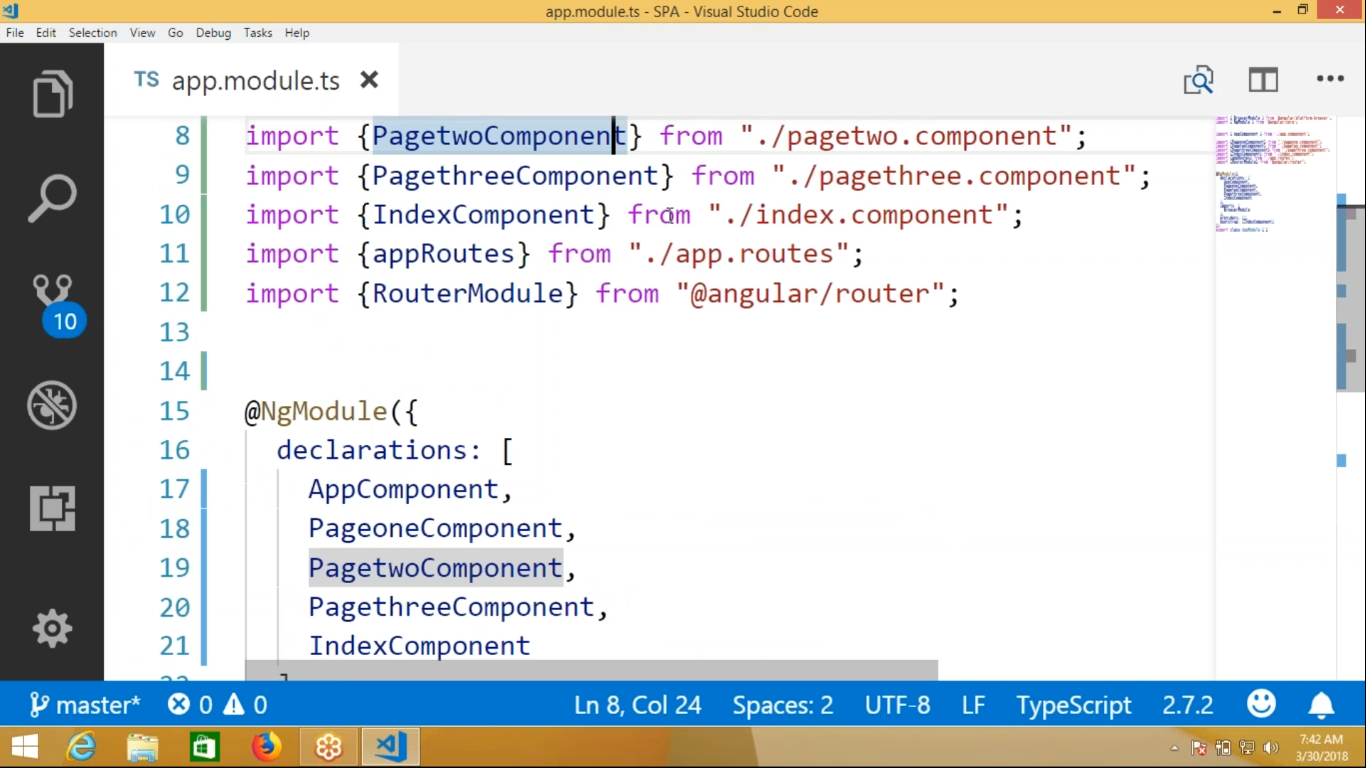 app.module.ts - SPA - Visual Studio Code
File Edit Selection View Go Debug Tasks Help
TS app.module.ts
8 import {PagetwoComponent} from "./pagetwo.component";
9 import {PagethreeComponent} from "./pagethree.component";
10 import {IndexComponent} from "./index.component";
11 import {appRoutes} from "./app.routes";
12 import {RouterModule} from "@angular/router";
13
14
15 @NgModule({
16 declarations: [
17 AppComponent,
18 PageoneComponent,
19 PagetwoComponent,
20 PagethreeComponent,
21 IndexComponent
10
master* 0 0 Ln 8, Col 24 Spaces: 2 UTF-8 LF TypeScript 2.7.2
7:42 AM
3/30/2018